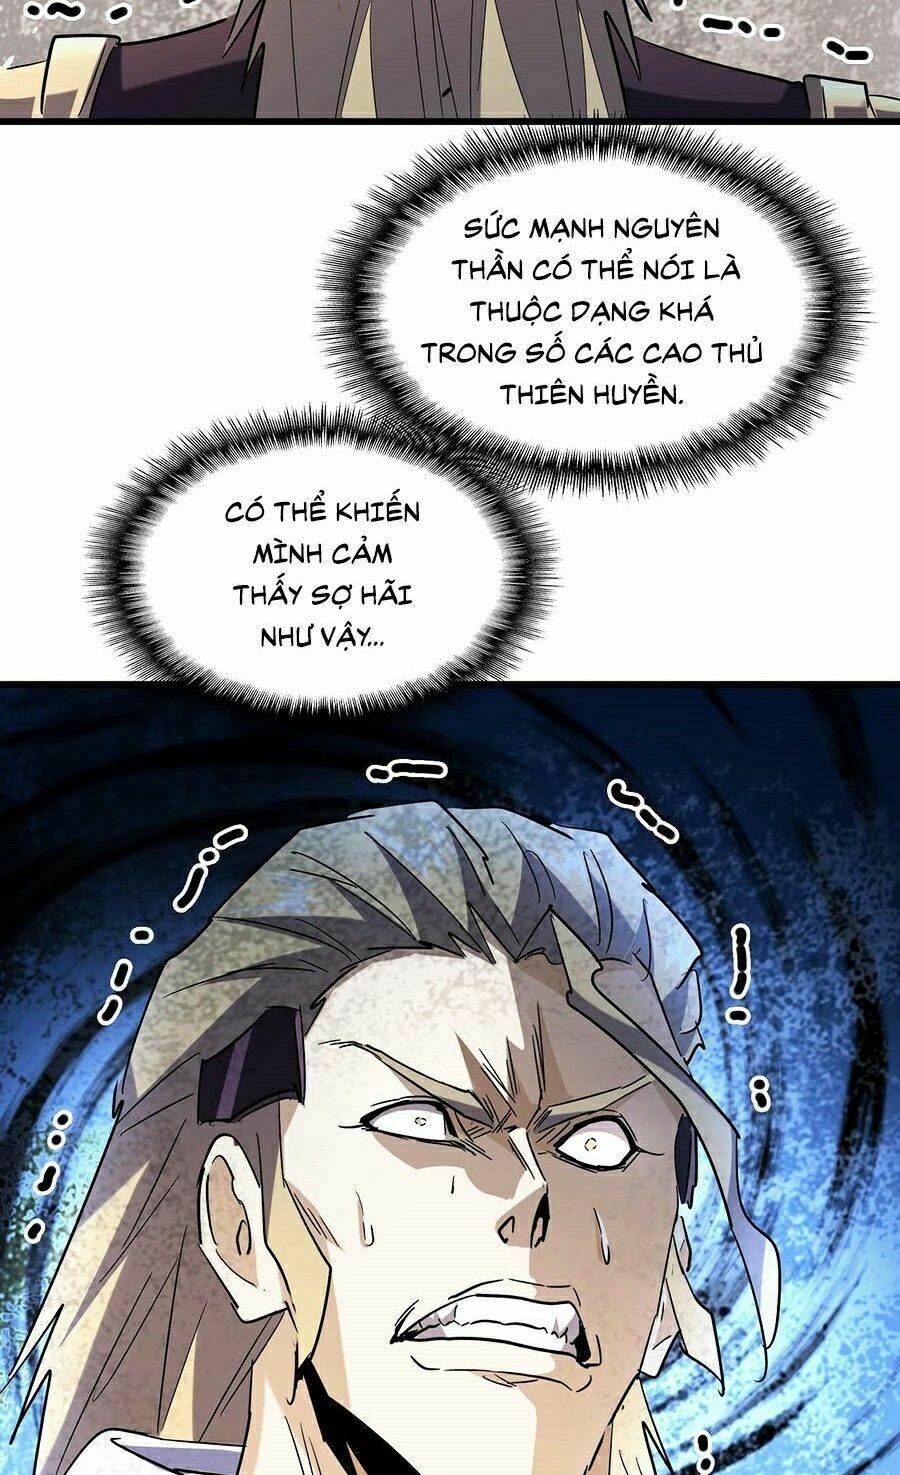 SỨC MẠNH NGUYÊN
THẦN CÓ THỂ NÓI LÀ
THUỘC DẠNG KHÁ
TRONG SỐ CÁC CAO THỦ
THIÊN HUYỀN.
CÓ THỂ KHIẾN
MÌNH CẢM
THẤY SỢ HÃI
NHƯ VẬY...